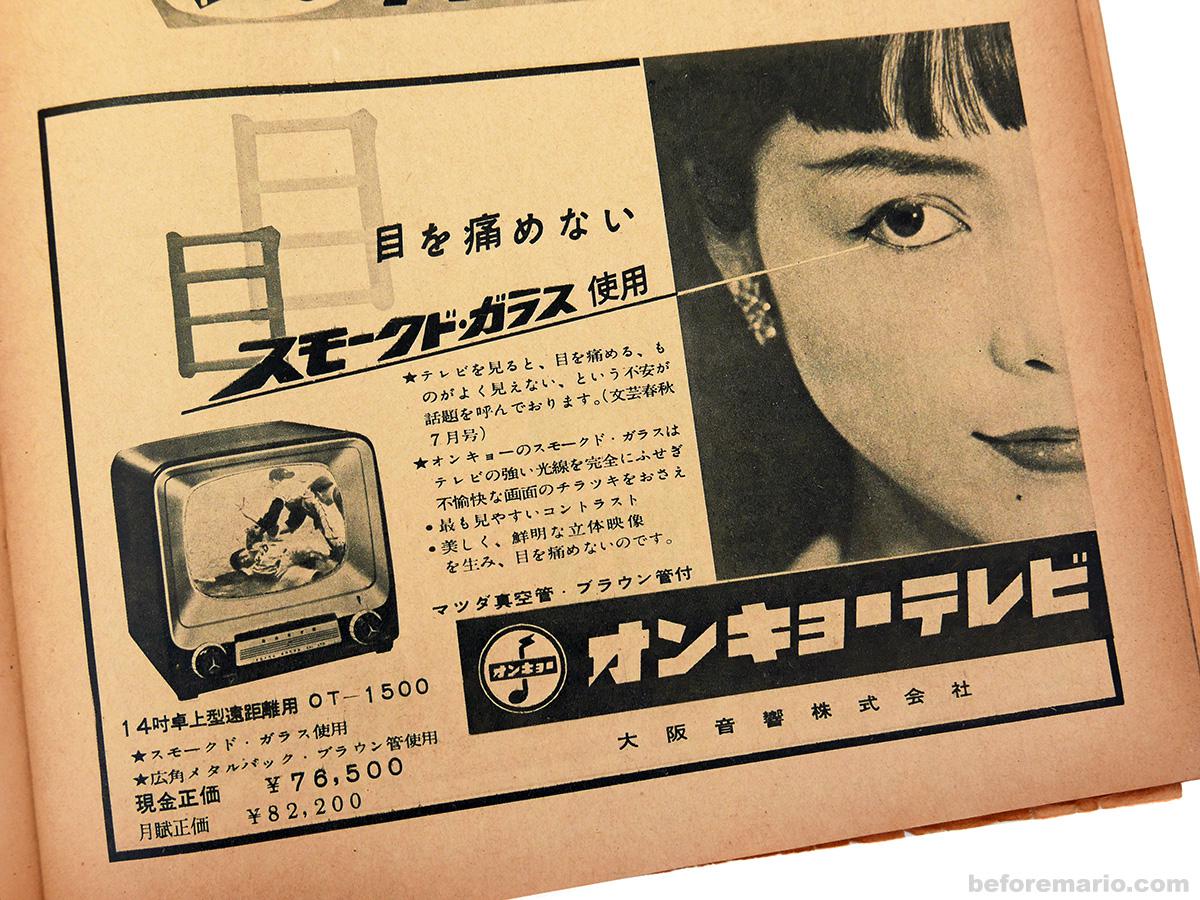 目
目
目を痛めない
スモークド・ガラス 使用
★テレビを見ると、目を痛める、も
のがよく見えない、という不安が
話題を呼んでおります。(文芸春秋
7月号)
★オンキョーのスモークド・ガラスは
テレビの強い光線を完全にふせぎ
不愉快な画面のチラツキをおさえ
・最も見やすいコントラスト
・美しく、鮮明な立体映像
を生み、目を痛めないのです。
マツダ真空管・ブラウン管付
オンキョー
オンキヨーテレビ
大阪音響株式会社
14吋卓上型遠距離用 OT-1500
★スモークド・ガラス使用
★広角メタルバック・ブラウン管使用
現金正価 ¥76,500
月賦正価 ¥82,200
beforemario.com